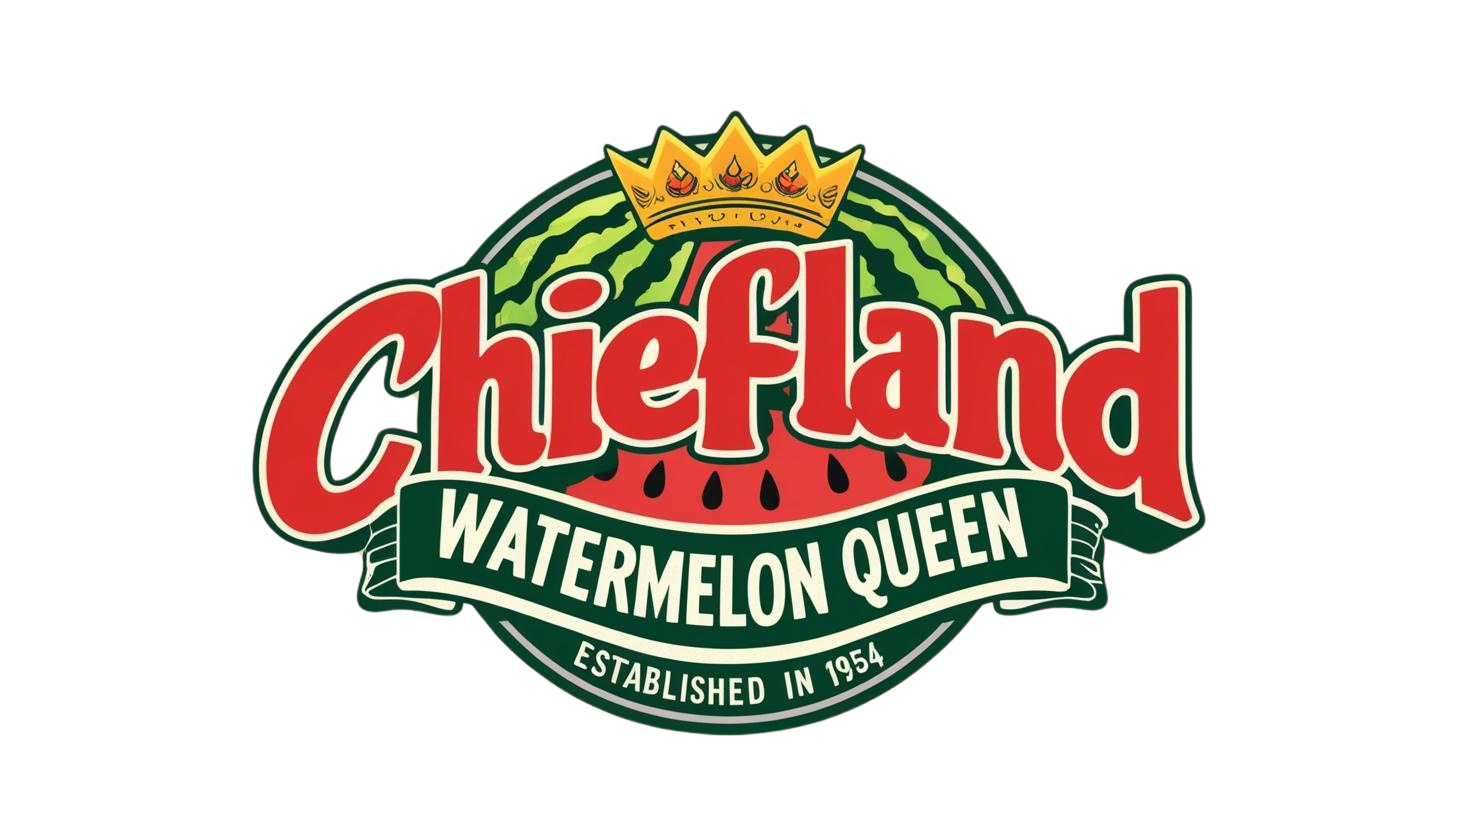 Chiefland
WATERMELON QUEEN
ESTABLISHED IN 1954